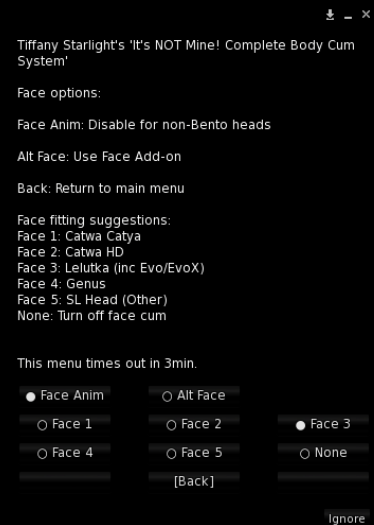 Tiffany Starlight's 'It's NOT Mine! Complete Body Cum
System'
Face options:
Face Anim: Disable for non-Bento heads
Alt Face: Use Face Add-on
Back: Return to main menu
Face fitting suggestions:
Face 1: Catwa Catya
Face 2: Catwa HD
Face 3: Lelutka (inc Evo/EvoX)
Face 4: Genus
Face 5: SL Head (Other)
None: Turn off face cum
This menu times out in 3min.
● Face Anim ○ Alt Face
○ Face 1 ○ Face 2 ● Face 3
○ Face 4 ○ Face 5 ○ None
[Back]
Ignore